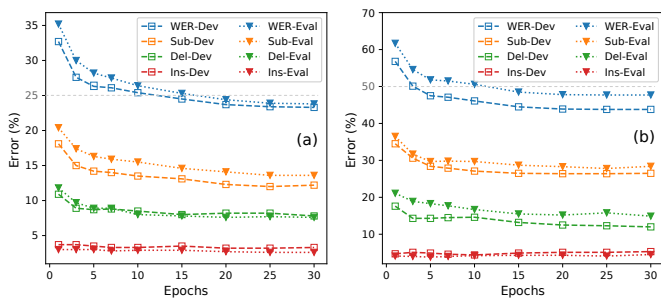 35
30
25
20
15
10
5
Error (%)
WER-Dev
Sub-Dev
Del-Dev
Ins-Dev
WER-Eval
Sub-Eval
Del-Eval
Ins-Eval
(a)
0 5 10 15 20 25 30
Epochs
70
60
50
40
30
20
10
Error (%)
WER-Dev
Sub-Dev
Del-Dev
Ins-Dev
WER-Eval
Sub-Eval
Del-Eval
Ins-Eval
(b)
0 5 10 15 20 25 30
Epochs